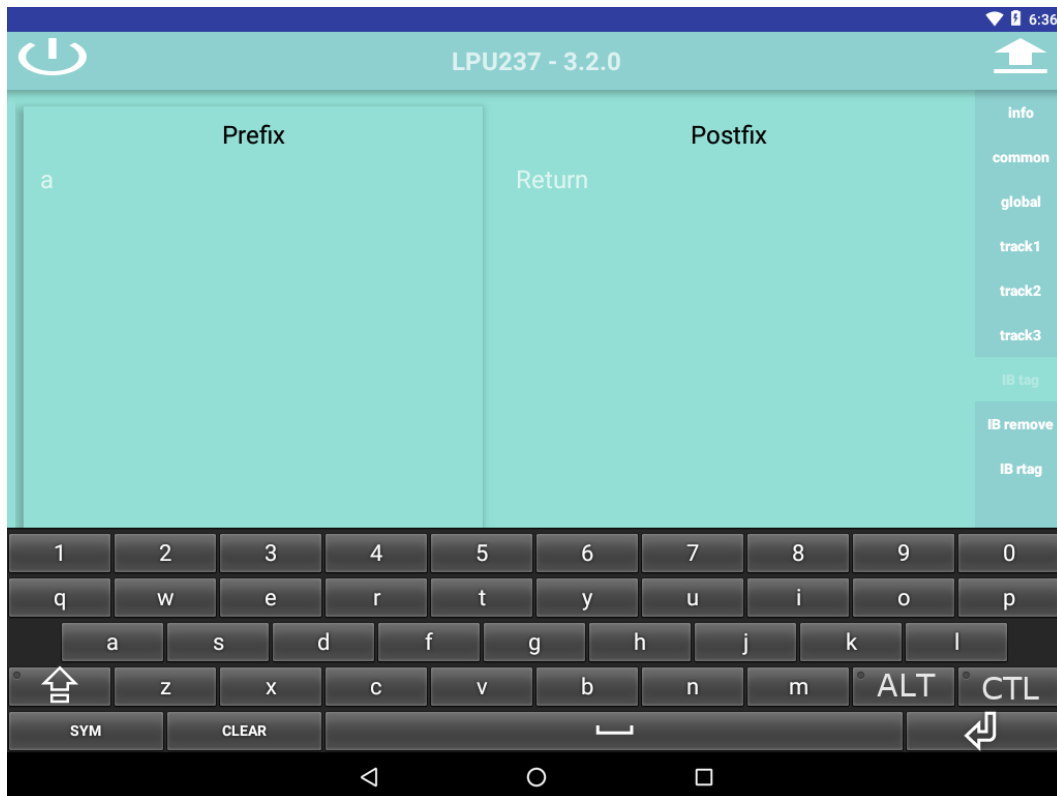 6:36
LPU237 - 3.2.0
Prefix
Postfix
a
Return
info
common
global
track1
track2
track3
IB tag
IB remove
IB rtag
1 2 3 4 5 6 7 8 9 0
q w e r t y u i o p
a s d f g h j k l
z x c v b n m ALT CTL
SYM CLEAR